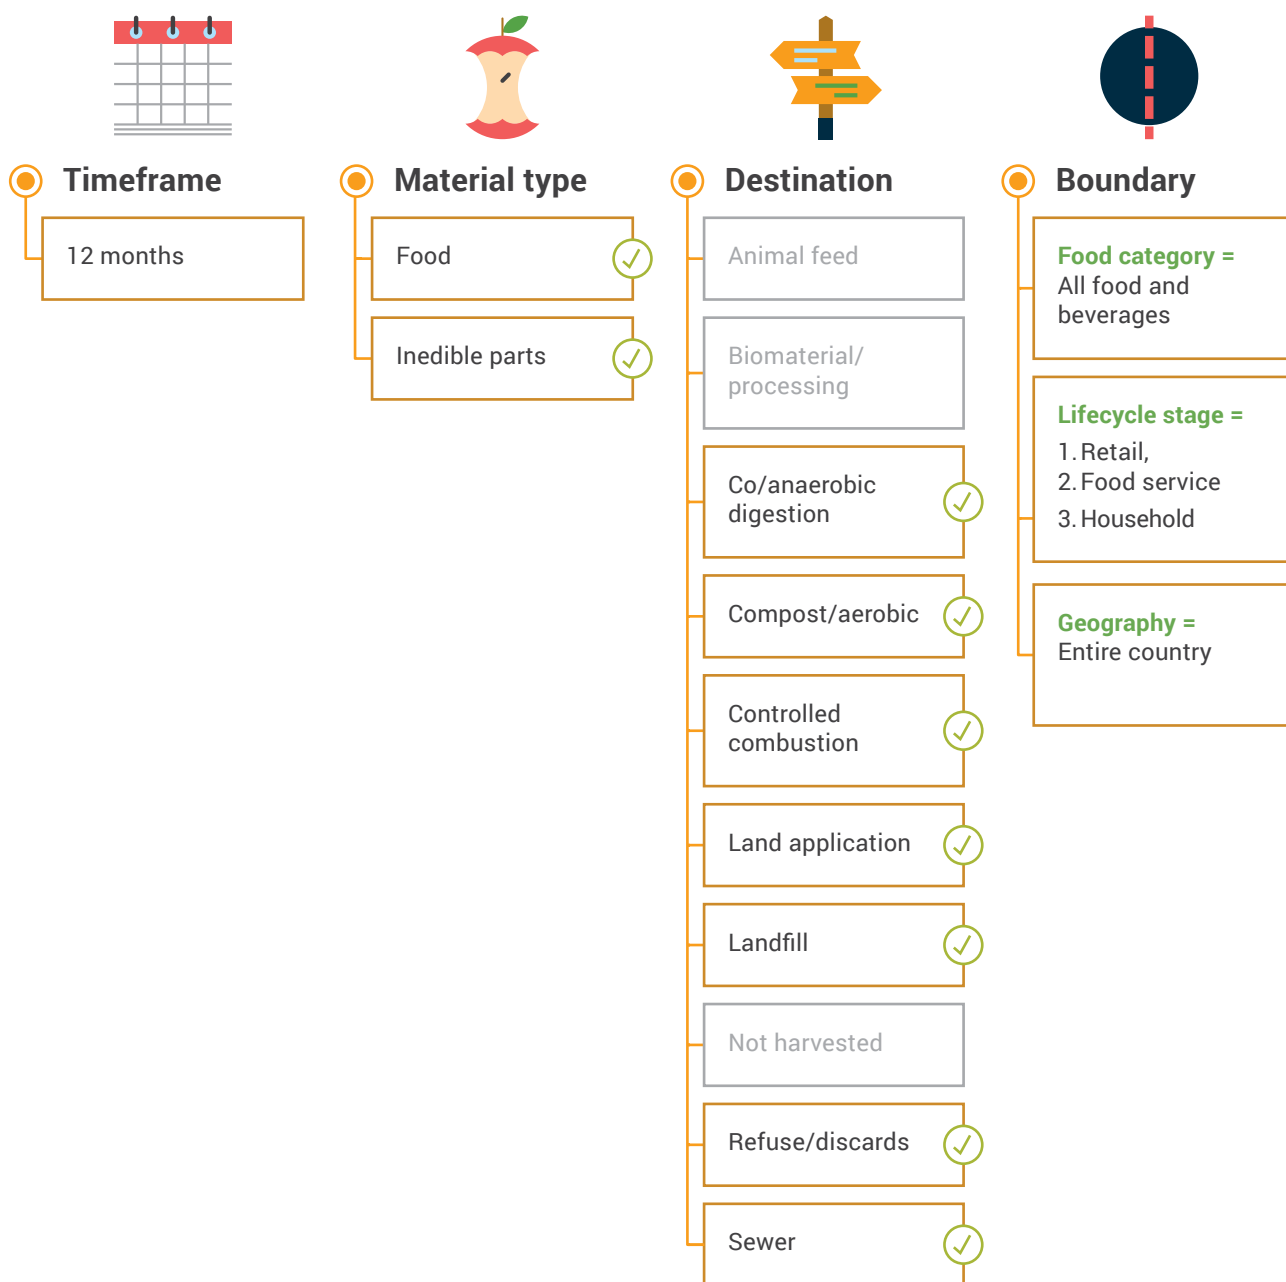 Timeframe
12 months
Material type
Food
Inedible parts
Destination
Animal feed
Biomaterial/
processing
Co/anaerobic
digestion
Compost/aerobic
Controlled
combustion
Land application
Landfill
Not harvested
Refuse/discards
Sewer
Boundary
Food category =
All food and
beverages
Lifecycle stage =
1. Retail,
2. Food service
3. Household
Geography =
Entire country